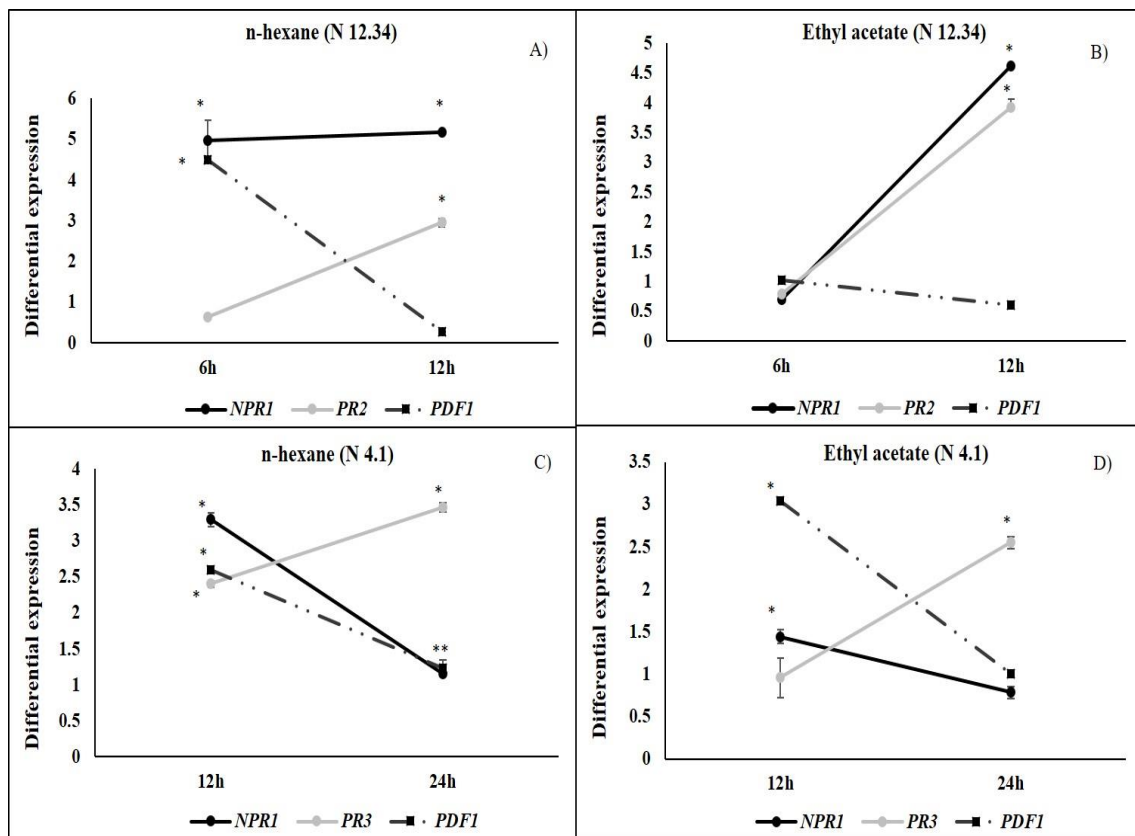 n-hexane (N 12.34)
A)
Differential expression
6
5
4
3
2
1
0
*
*
*
*
6h
12h
NPR1 PR2 PDF1
Ethyl acetate (N 12.34)
B)
Differential expression
5
4.5
4
3.5
3
2.5
2
1.5
1
0.5
0
*
*
6h
12h
NPR1 PR2 PDF1
n-hexane (N 4.1)
C)
Differential expression
4
3.5
3
2.5
2
1.5
1
0.5
0
*
*
*
*
**
12h
24h
NPR1 PR3 PDF1
Ethyl acetate (N 4.1)
D)
Differential expression
3.5
3
2.5
2
1.5
1
0.5
0
*
*
*
12h
24h
NPR1 PR3 PDF1